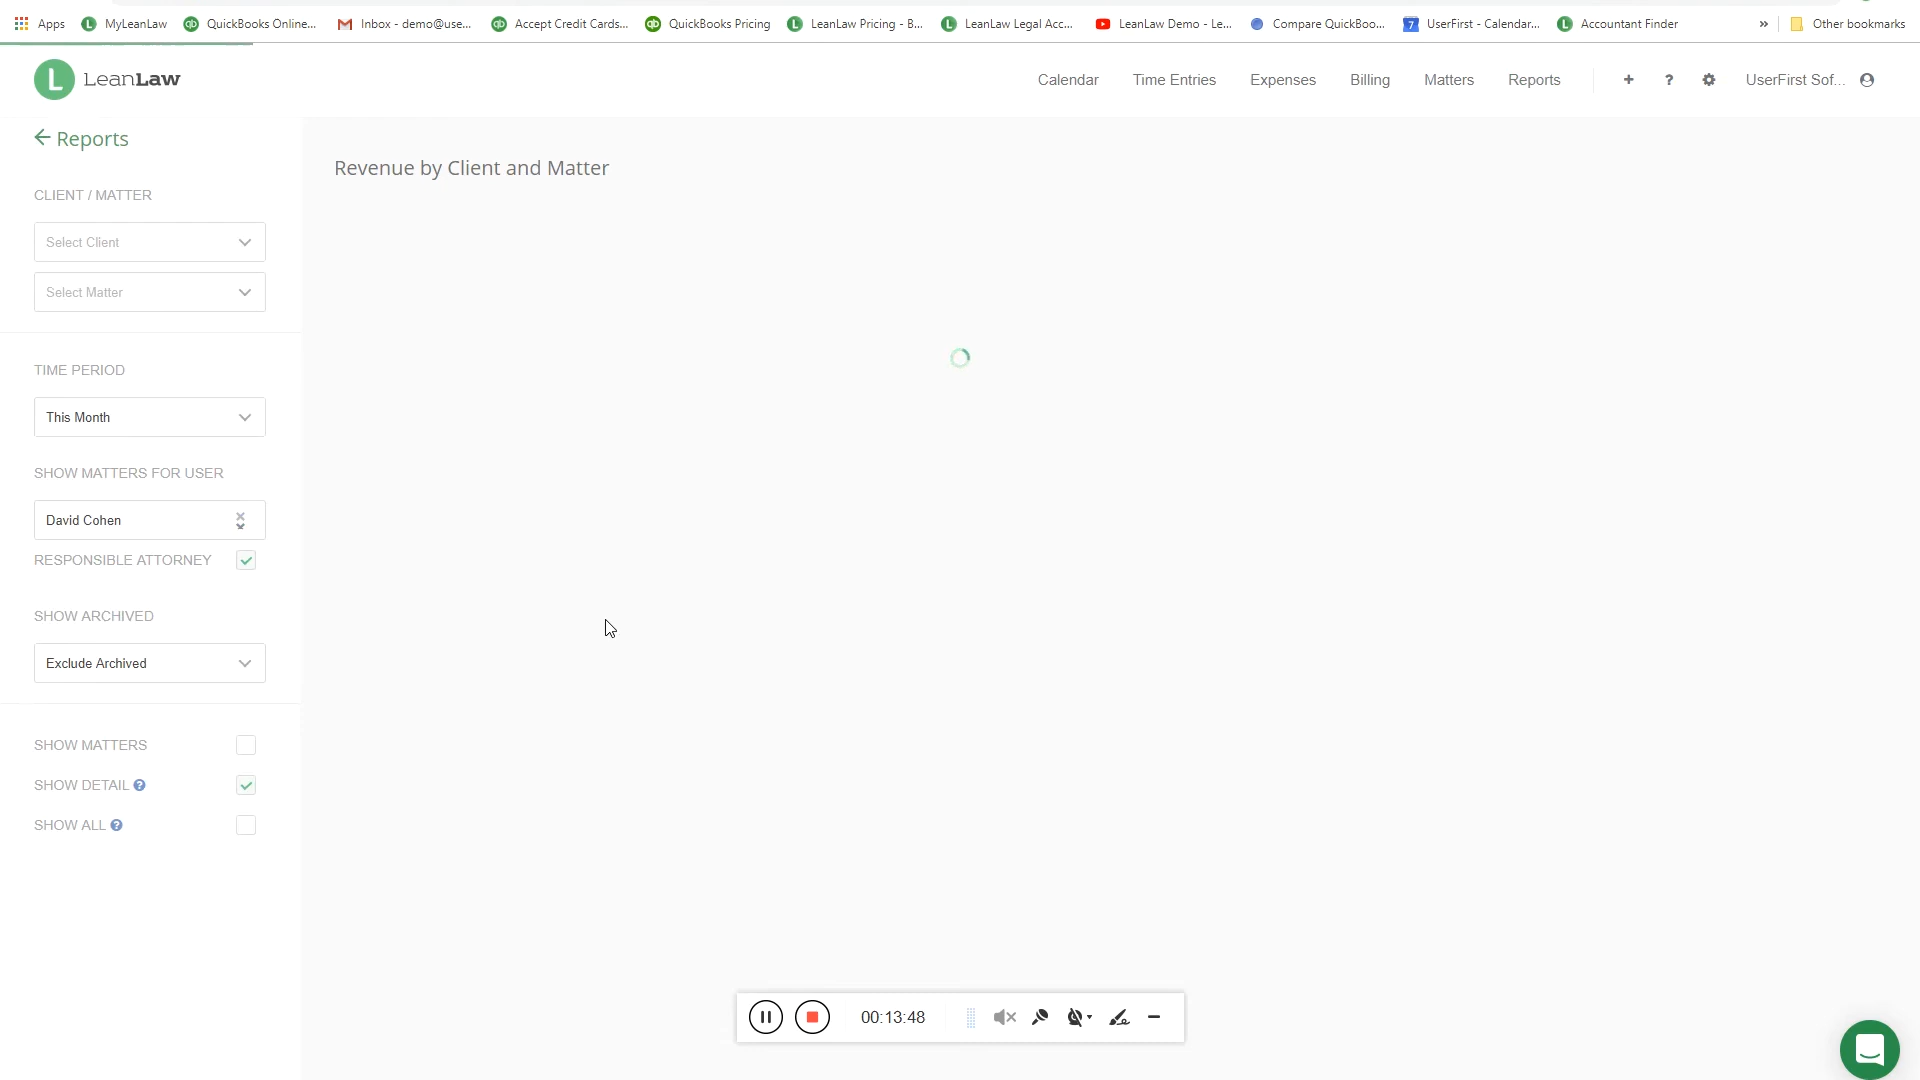 Apps MyLeanLaw QuickBooks Online... Inbox - demo@use... Accept Credit Cards... QuickBooks Pricing LeanLaw Pricing - B... LeanLaw Legal Acc... LeanLaw Demo - Le... Compare QuickBoo... 7 UserFirst - Calendar... Accountant Finder » Other bookmarks
L LeanLaw Calendar Time Entries Expenses Billing Matters Reports + ? UserFirst Sof...
Reports
Revenue by Client and Matter
CLIENT / MATTER
Select Client
Select Matter
TIME PERIOD
This Month
SHOW MATTERS FOR USER
David Cohen
RESPONSIBLE ATTORNEY
SHOW ARCHIVED
Exclude Archived
SHOW MATTERS
SHOW DETAIL ?
SHOW ALL ?
00:13:48